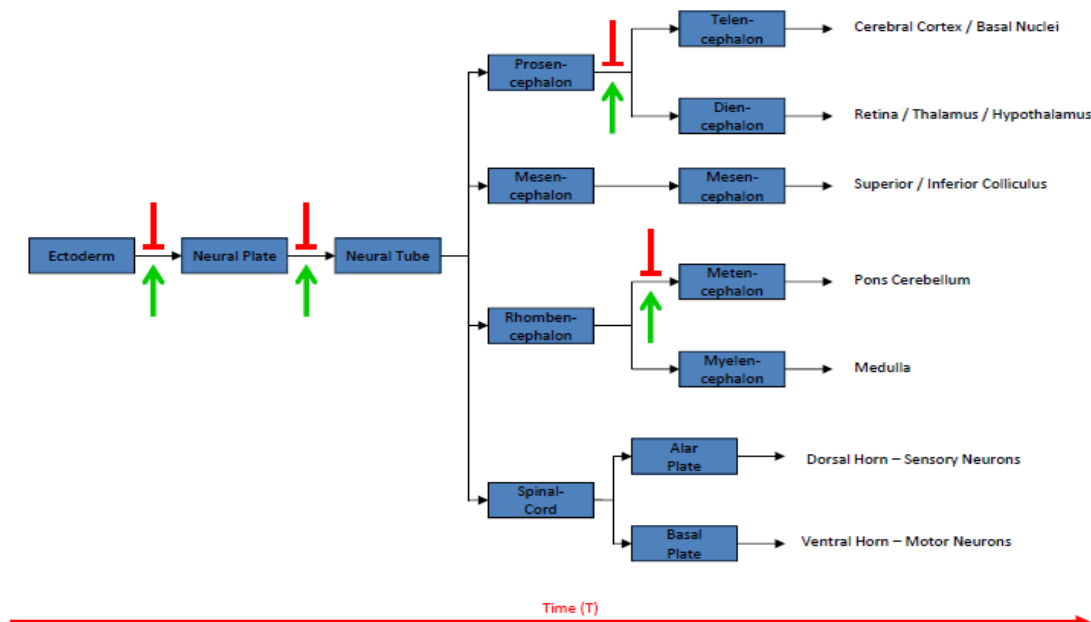 Telen-
cephalon
Cerebral Cortex / Basal Nuclei
Prosen-
cephalon
Dien-
cephalon
Retina / Thalamus / Hypothalamus
Mesen-
cephalon
Mesen-
cephalon
Superior / Inferior Colliculus
Ectoderm
Neural Plate
Neural Tube
Meten-
cephalon
Pons Cerebellum
Rhomben-
cephalon
Myelen-
cephalon
Medulla
Alar
Plate
Dorsal Horn – Sensory Neurons
Spinal-
Cord
Basal
Plate
Ventral Horn – Motor Neurons
Time (T)